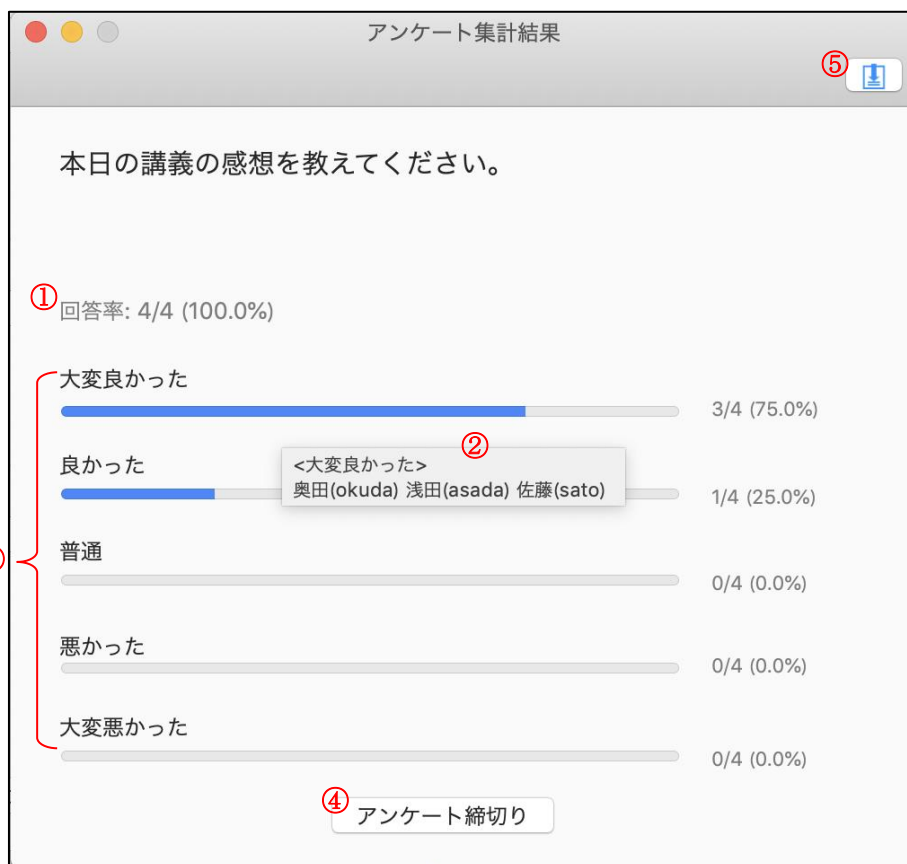 アンケート集計結果
⑤
本日の講義の感想を教えてください。
①
回答率: 4/4 (100.0%)
大変良かった
3/4 (75.0%)
②
良かった
<大変良かった>
奥田(okuda) 浅田(asada) 佐藤(sato)
1/4 (25.0%)
普通
0/4 (0.0%)
悪かった
0/4 (0.0%)
大変悪かった
0/4 (0.0%)
④
アンケート締切り